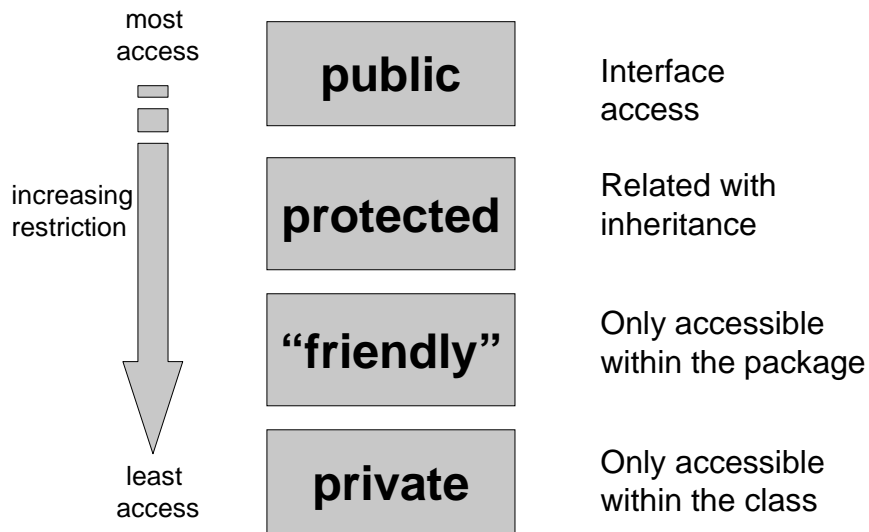 most
access
public
Interface
access
increasing
restriction
protected
Related with
inheritance
“friendly”
Only accessible
within the package
least
access
private
Only accessible
within the class